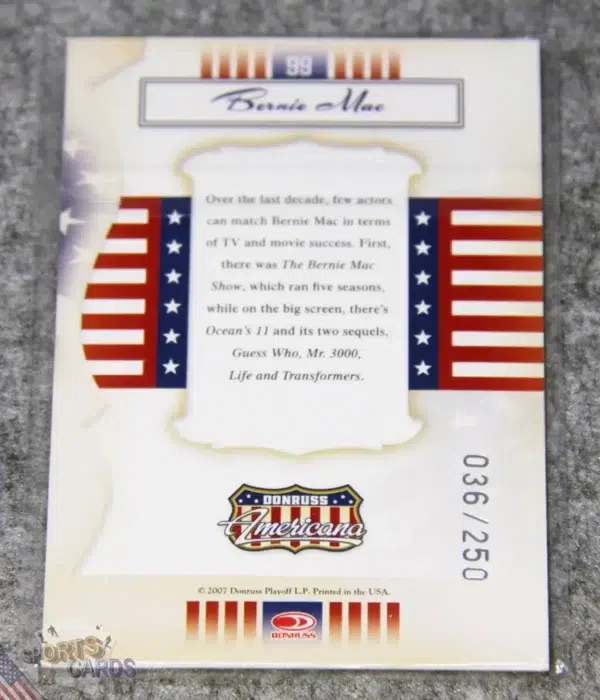 99
Bernie Mac
Over the last decade, few actors
can match Bernie Mac in terms
of TV and movie success. First,
there was The Bernie Mac
Show, which ran five seasons,
while on the big screen, there's
Ocean's 11 and its two sequels,
Guess Who, Mr. 3000,
Life and Transformers.
036/250
DONRUSS
Americana
© 2007 Donruss Playoff L.P. Printed in the USA.
DONRUSS
CARDS